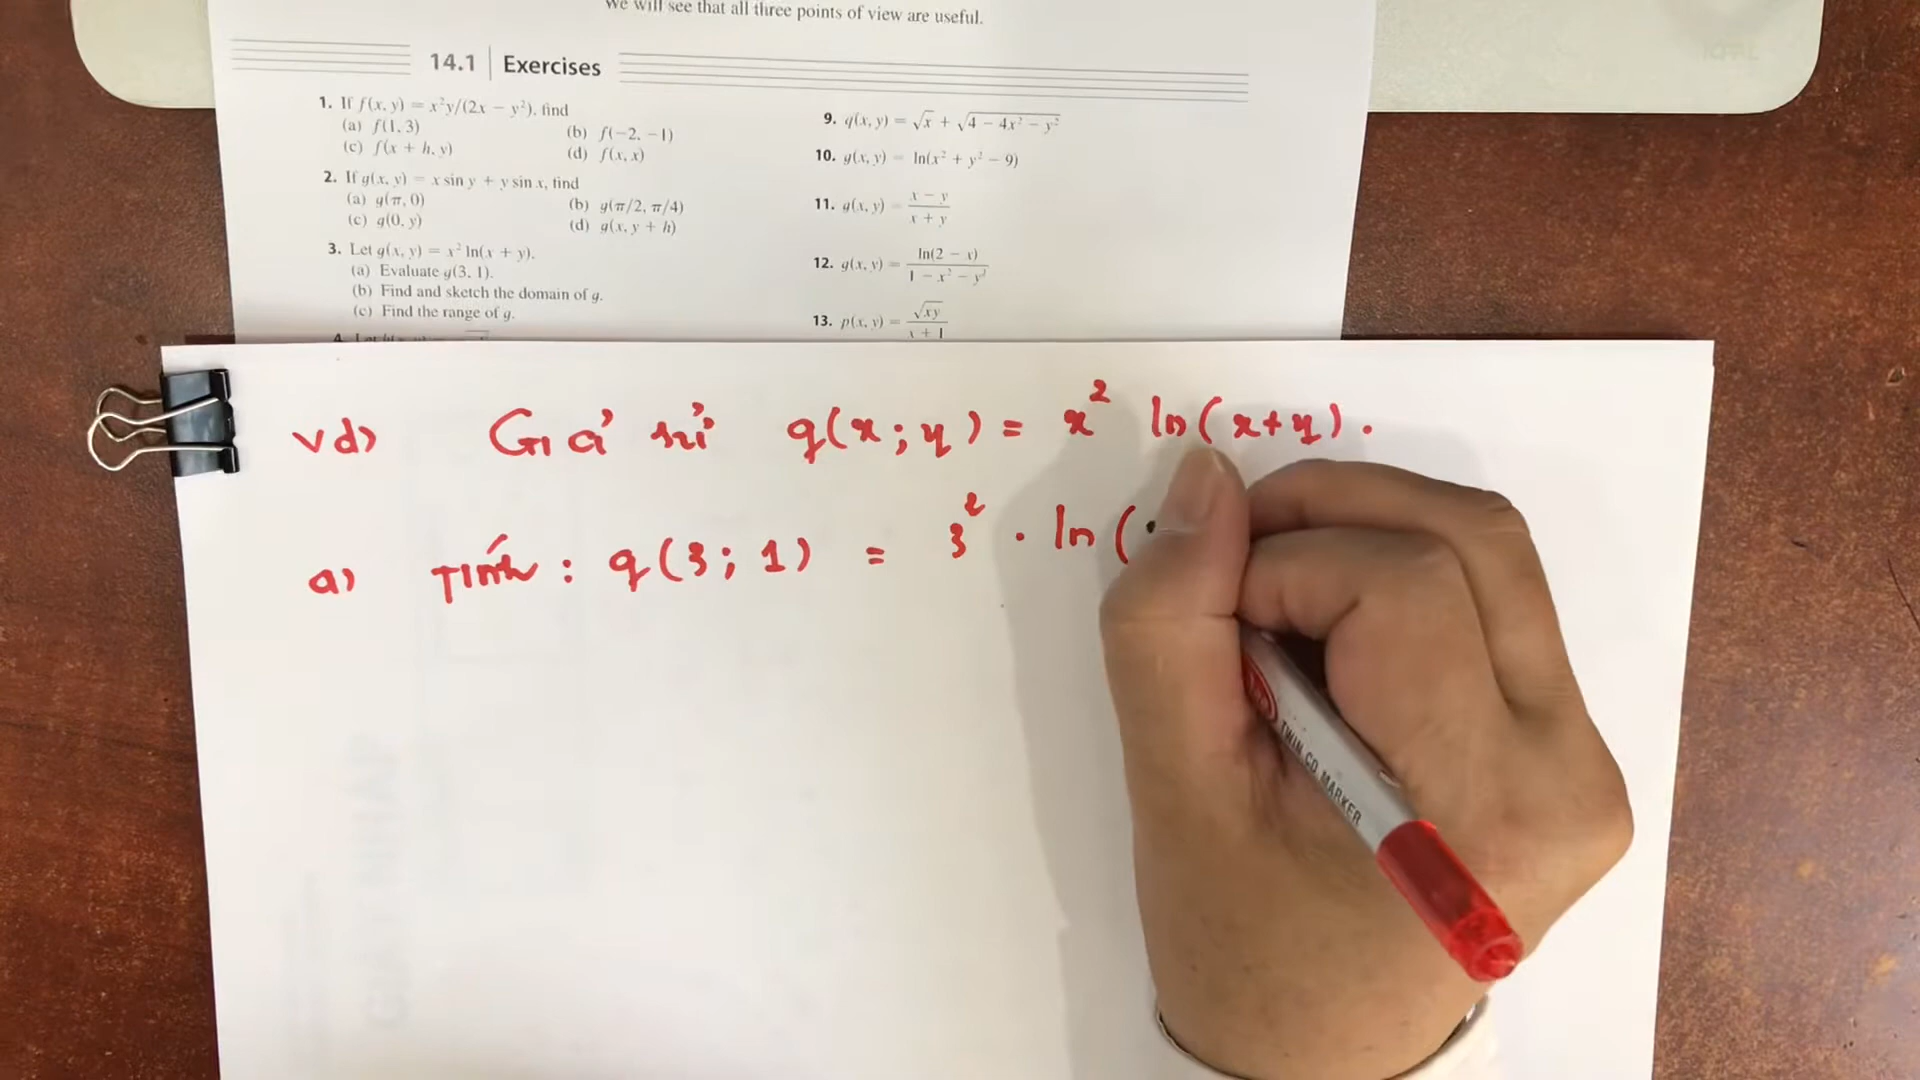 We will see that all three points of view are useful.
14.1 Exercises
1. If f(x, y) = x²y/(2x − y²), find
(a) f(1, 3)
(b) f(−2, −1)
(c) f(x + h, y)
(d) f(x, x)
2. If g(x, y) = x sin y + y sin x, find
(a) g(π, 0)
(b) g(π/2, π/4)
(c) g(0, y)
(d) g(x, y + h)
3. Let g(x, y) = x² ln(x + y).
(a) Evaluate g(3, 1).
(b) Find and sketch the domain of g.
(c) Find the range of g.
9. g(x, y) = √x + √(4 − 4x² − y²)
10. g(x, y) = ln(x² + y² − 9)
11. g(x, y) = (x − y)/(x + y)
12. g(x, y) = ln(2 − x)/(1 − x² − y²)
13. p(x, y) = √xy/(x + 1)
vd) Giả sử g(x; y) = x² ln(x+y).
a) Tính: g(3; 1) = 3² . ln(
TWIN CD MARKER